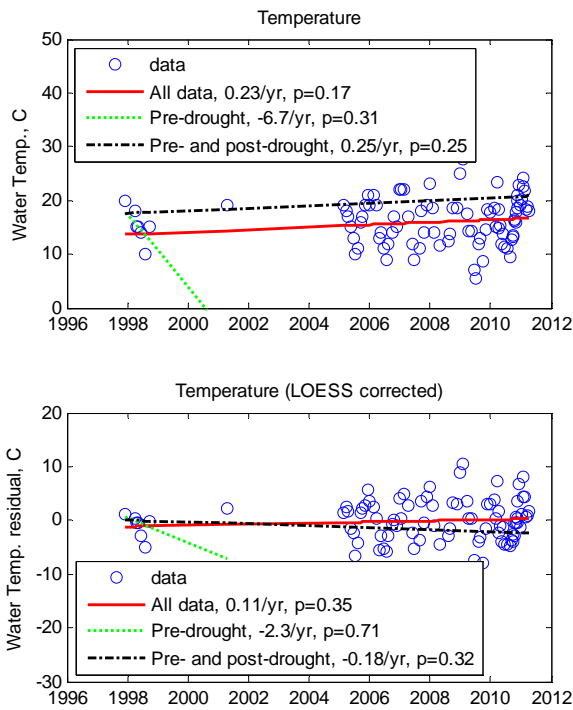 Temperature
50
40
30
20
10
0
Water Temp., C
data
All data, 0.23/yr, p=0.17
Pre-drought, -6.7/yr, p=0.31
Pre- and post-drought, 0.25/yr, p=0.25
1996 1998 2000 2002 2004 2006 2008 2010 2012
Temperature (LOESS corrected)
20
10
0
-10
-20
-30
Water Temp. residual, C
data
All data, 0.11/yr, p=0.35
Pre-drought, -2.3/yr, p=0.71
Pre- and post-drought, -0.18/yr, p=0.32
1996 1998 2000 2002 2004 2006 2008 2010 2012